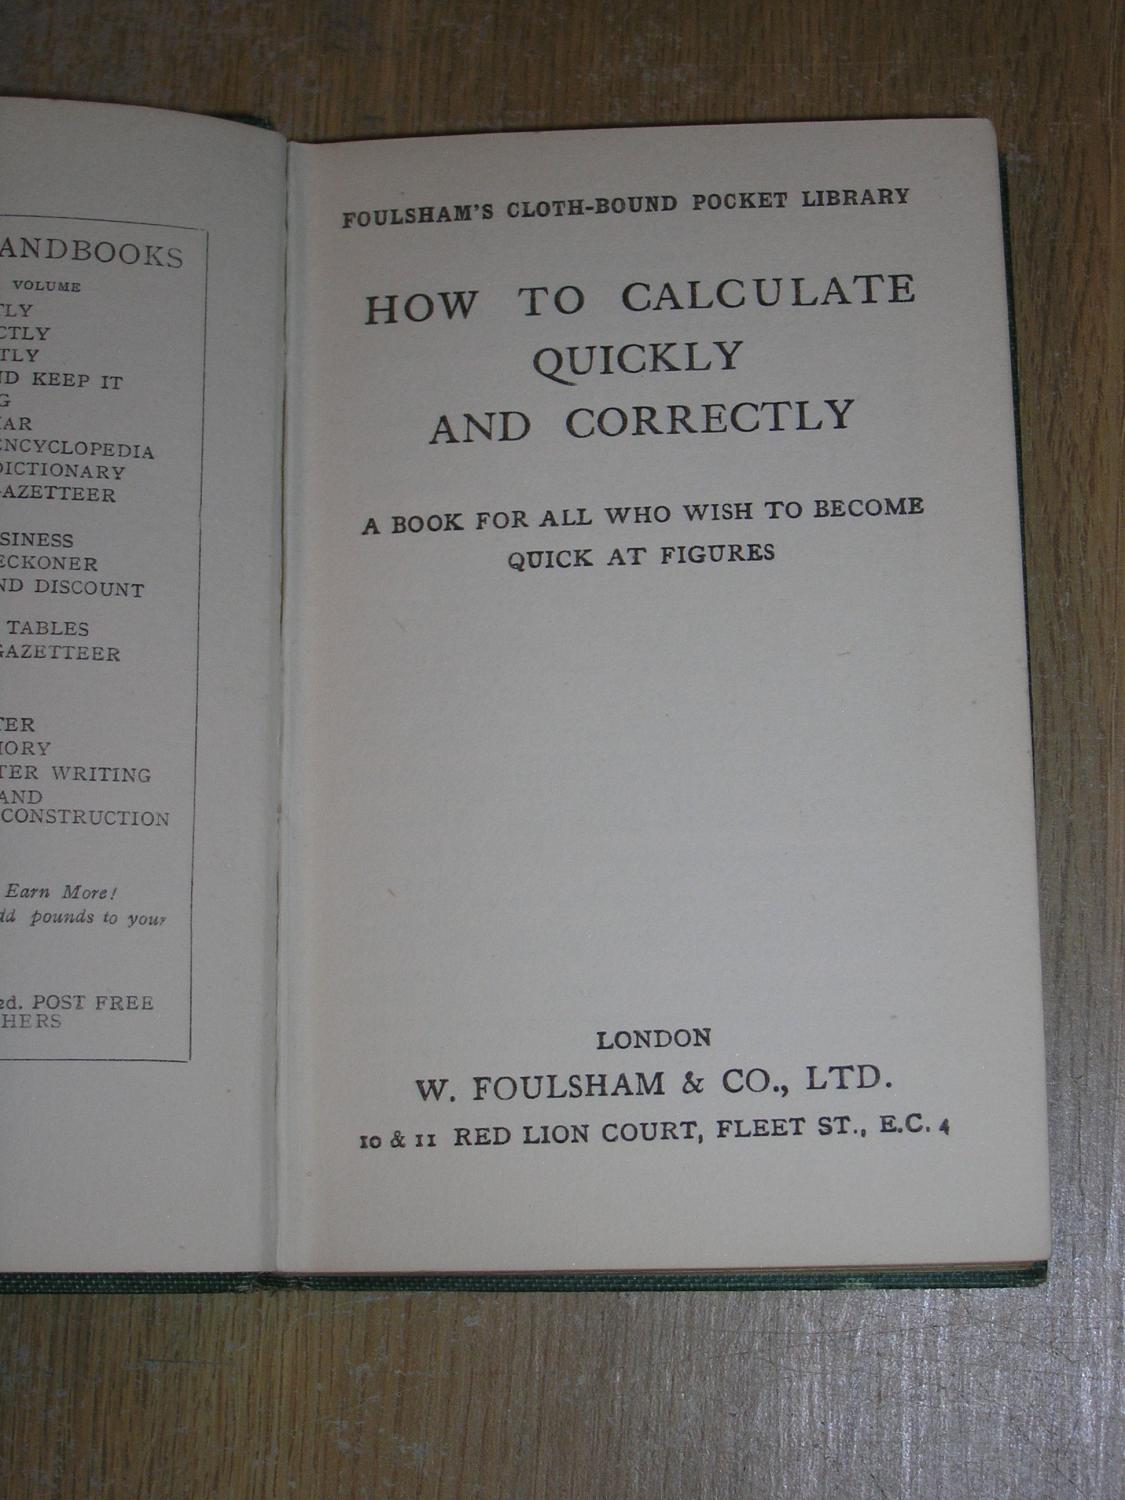 ANDBOOKS
VOLUME
TLY
CTLY
TLY
ND KEEP IT
G
IAR
ENCYCLOPEDIA
DICTIONARY
GAZETTEER
SINESS
ECKONER
ND DISCOUNT
TABLES
GAZETTEER
TER
IORY
TER WRITING
AND
CONSTRUCTION
Earn More!
dd pounds to your
2d. POST FREE
HERS
FOULSHAM'S CLOTH-BOUND POCKET LIBRARY
HOW TO CALCULATE
QUICKLY
AND CORRECTLY
A BOOK FOR ALL WHO WISH TO BECOME
QUICK AT FIGURES
LONDON
W. FOULSHAM & CO., LTD.
10 & 11 RED LION COURT, FLEET ST., E.C. 4